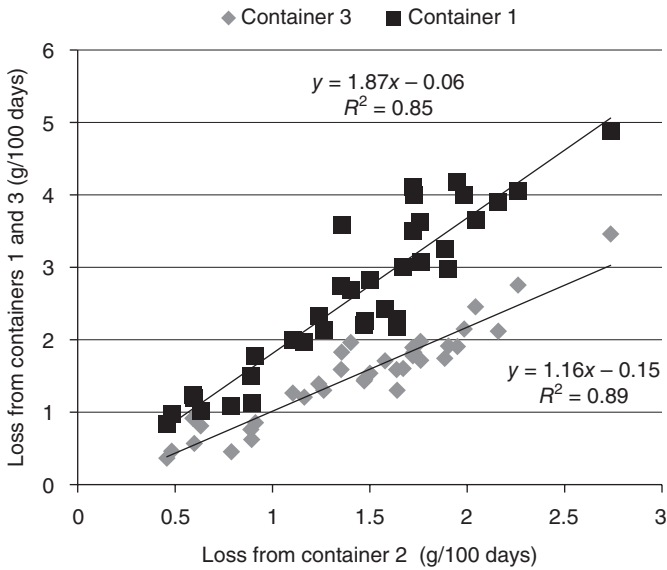 Container 3 Container 1
6
5
4
3
2
1
0
0 0.5 1 1.5 2 2.5 3
Loss from containers 1 and 3 (g/100 days)
Loss from container 2 (g/100 days)
y = 1.87x – 0.06
R² = 0.85
y = 1.16x – 0.15
R² = 0.89